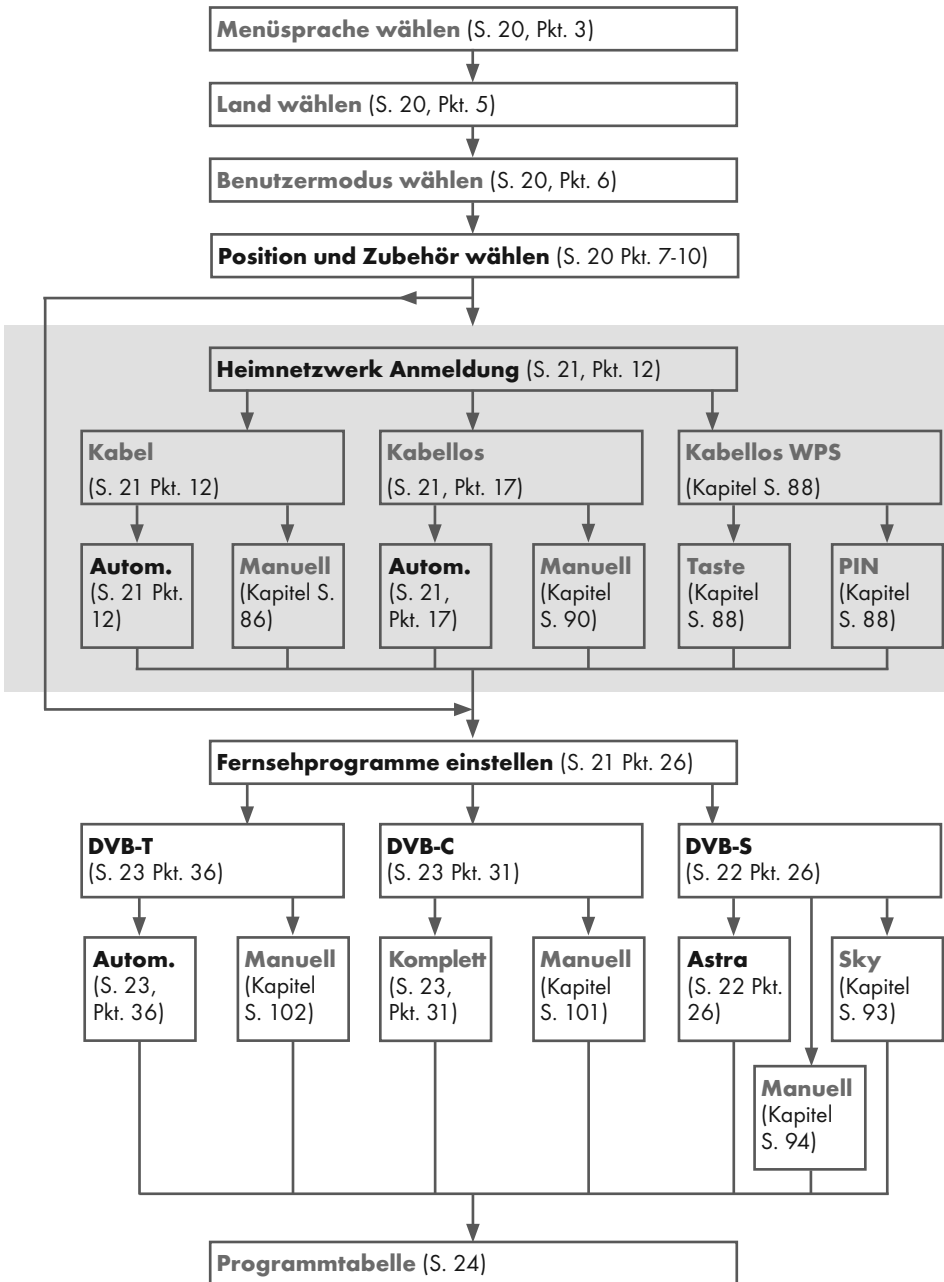 Menüsprache wählen (S. 20, Pkt. 3)
Land wählen (S. 20, Pkt. 5)
Benutzermodus wählen (S. 20, Pkt. 6)
Position und Zubehör wählen (S. 20 Pkt. 7-10)
Heimnetzwerk Anmeldung (S. 21, Pkt. 12)
Kabel
(S. 21 Pkt. 12)
Kabellos
(S. 21, Pkt. 17)
Kabellos WPS
(Kapitel S. 88)
Autom.
(S. 21 Pkt.
12)
Manuell
(Kapitel S.
86)
Autom.
(S. 21,
Pkt. 17)
Manuell
(Kapitel
S. 90)
Taste
(Kapitel
S. 88)
PIN
(Kapitel
S. 88)
Fernsehprogramme einstellen (S. 21 Pkt. 26)
DVB-T
(S. 23 Pkt. 36)
DVB-C
(S. 23 Pkt. 31)
DVB-S
(S. 22 Pkt. 26)
Autom.
(S. 23,
Pkt. 36)
Manuell
(Kapitel
S. 102)
Komplett
(S. 23,
Pkt. 31)
Manuell
(Kapitel
S. 101)
Astra
(S. 22 Pkt.
26)
Sky
(Kapitel
S. 93)
Manuell
(Kapitel
S. 94)
Programmtabelle (S. 24)